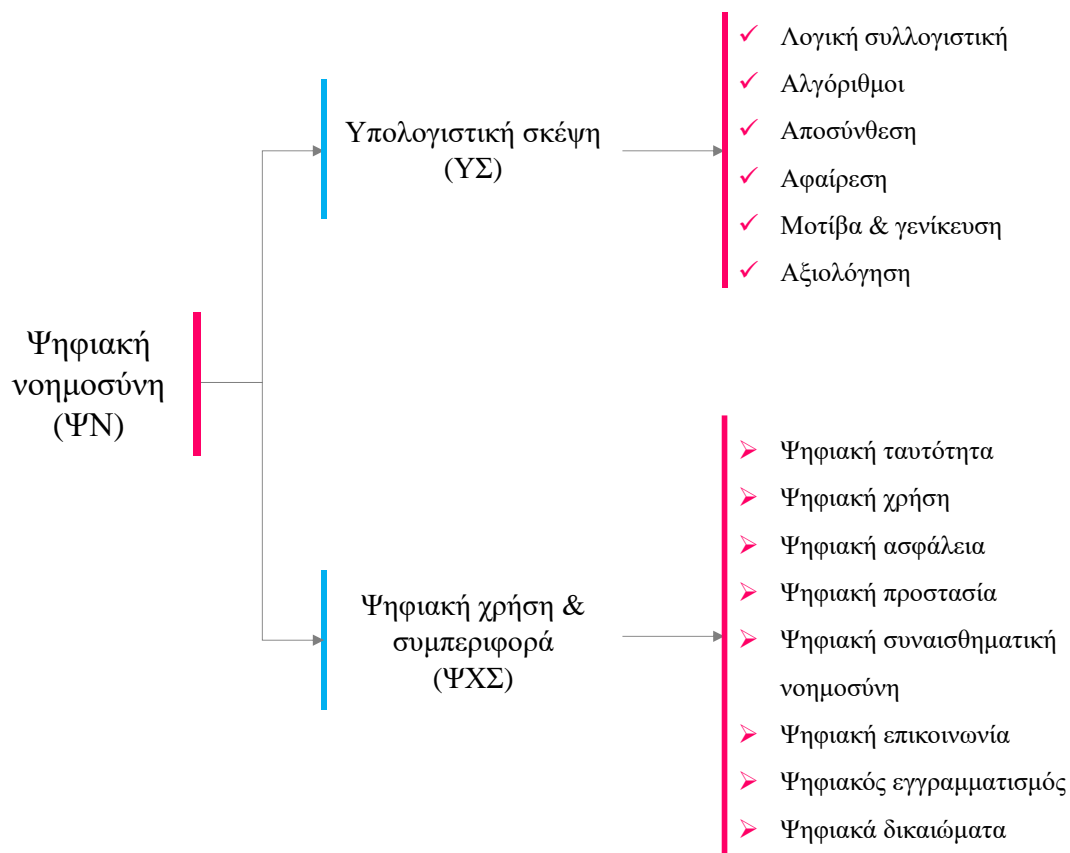 Ψηφιακή
νοημοσύνη
(ΨΝ)
Υπολογιστική σκέψη
(ΥΣ)
Λογική συλλογιστική
Αλγόριθμοι
Αποσύνθεση
Αφαίρεση
Μοτίβα & γενίκευση
Αξιολόγηση
Ψηφιακή χρήση &
συμπεριφορά
(ΨΧΣ)
Ψηφιακή ταυτότητα
Ψηφιακή χρήση
Ψηφιακή ασφάλεια
Ψηφιακή προστασία
Ψηφιακή συναισθηματική
νοημοσύνη
Ψηφιακή επικοινωνία
Ψηφιακός εγγραμματισμός
Ψηφιακά δικαιώματα